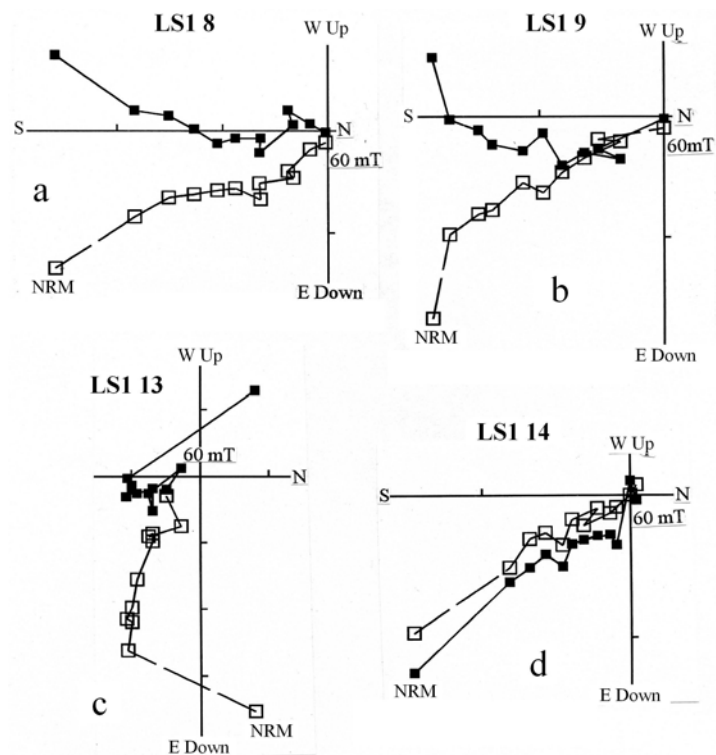 LS1 8
W Up
S
N
60 mT
a
NRM
E Down
LS1 9
W Up
S
N
60mT
b
NRM
E Down
LS1 13
W Up
60 mT
N
c
NRM
E Down
LS1 14
W Up
S
N
60 mT
d
NRM
E Down